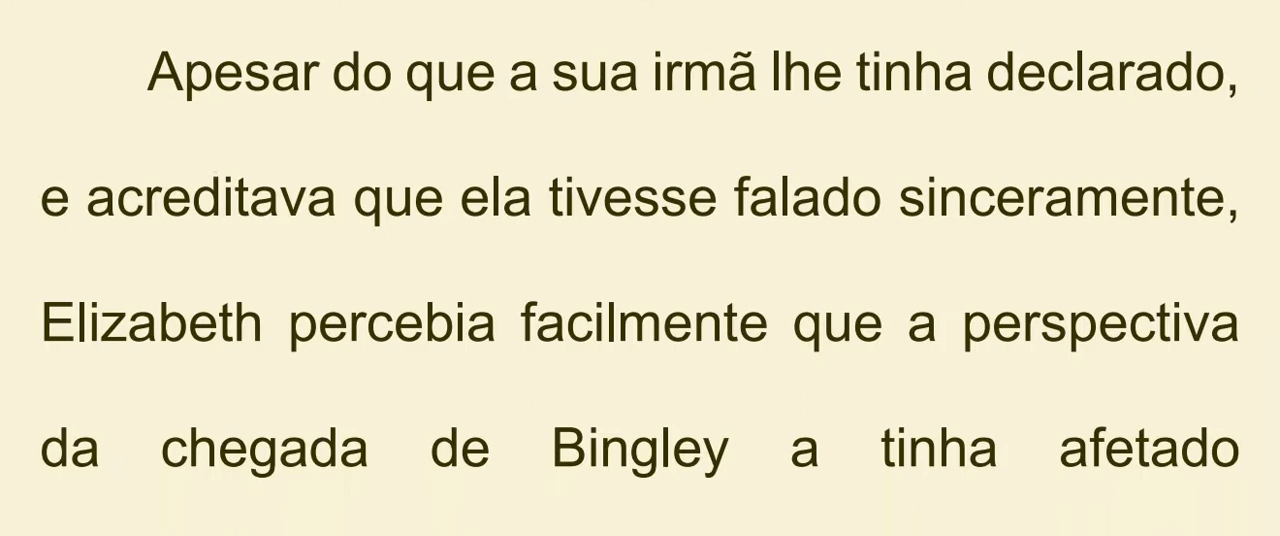 Apesar do que a sua irmã lhe tinha declarado,
e acreditava que ela tivesse falado sinceramente,
Elizabeth percebia facilmente que a perspectiva
da chegada de Bingley a tinha afetado